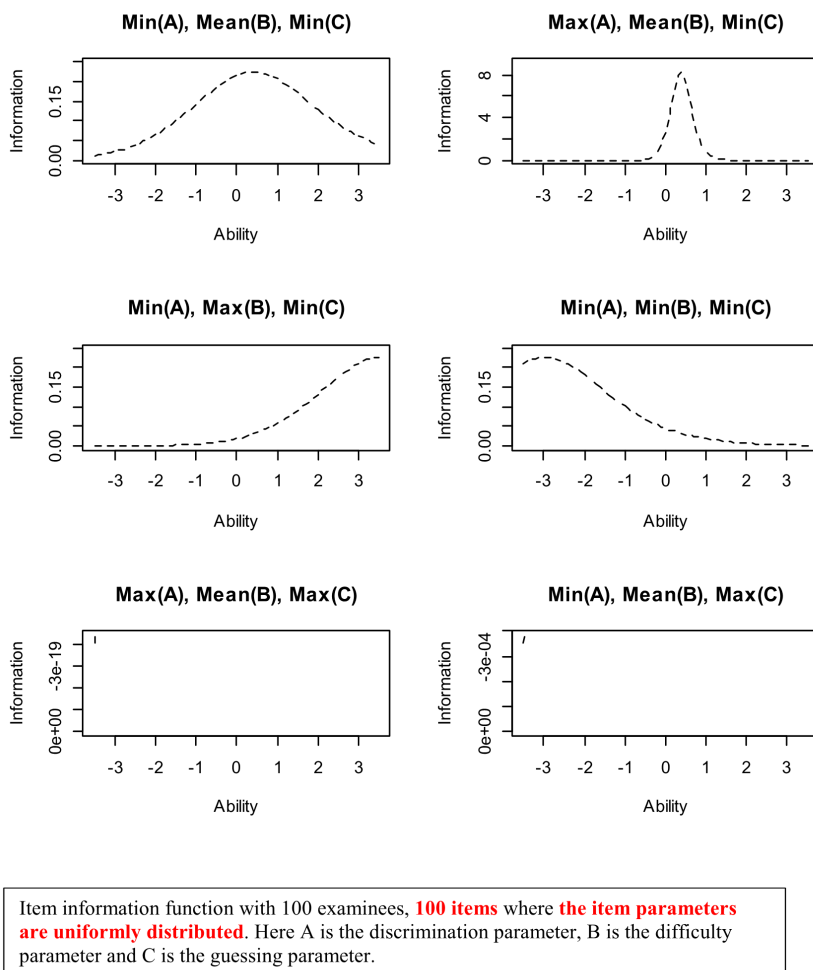 Min(A), Mean(B), Min(C)
Information
0.00 0.15
-3 -2 -1 0 1 2 3
Ability
Max(A), Mean(B), Min(C)
Information
0 4 8
-3 -2 -1 0 1 2 3
Ability
Min(A), Max(B), Min(C)
Information
0.00 0.15
-3 -2 -1 0 1 2 3
Ability
Min(A), Min(B), Min(C)
Information
0.00 0.15
-3 -2 -1 0 1 2 3
Ability
Max(A), Mean(B), Max(C)
Information
0e+00 -3e-19
-3 -2 -1 0 1 2 3
Ability
Min(A), Mean(B), Max(C)
Information
0e+00 -3e-04
-3 -2 -1 0 1 2 3
Ability
Item information function with 100 examinees, 100 items where the item parameters
are uniformly distributed. Here A is the discrimination parameter, B is the difficulty
parameter and C is the guessing parameter.